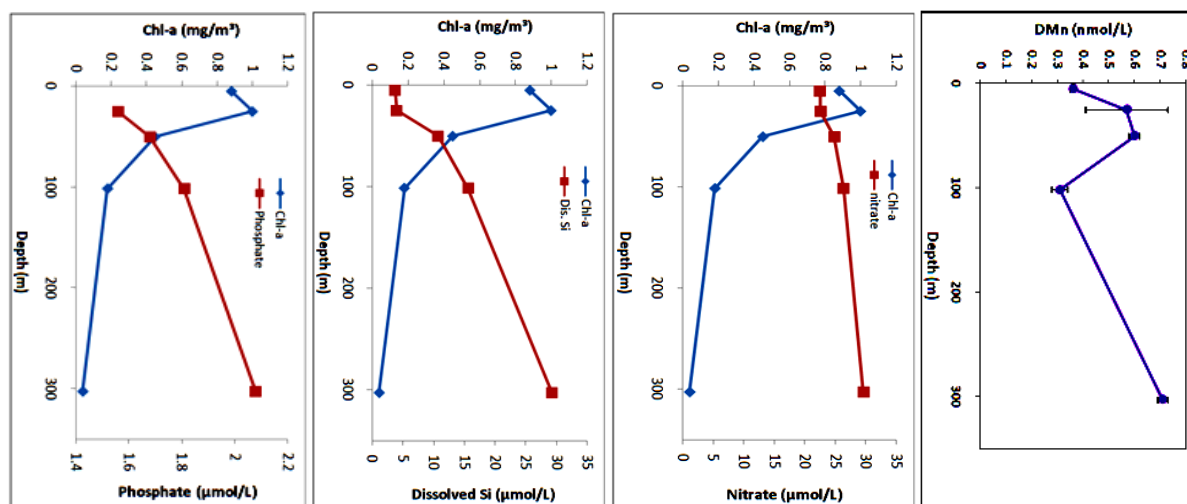 Chl-a (mg/m³)
0 0.2 0.4 0.6 0.8 1 1.2
0
100
200
300
Depth (m)
Chl-a
Phosphate
1.4 1.6 1.8 2 2.2
Phosphate (µmol/L)
Chl-a (mg/m³)
0 0.2 0.4 0.6 0.8 1 1.2
0
100
200
300
Depth (m)
Chl-a
Dis. Si
0 5 10 15 20 25 30 35
Dissolved Si (µmol/L)
Chl-a (mg/m³)
0 0.2 0.4 0.6 0.8 1 1.2
0
100
200
300
Depth (m)
Chl-a
nitrate
0 5 10 15 20 25 30 35
Nitrate (µmol/L)
DMn (nmol/L)
0 0.1 0.2 0.3 0.4 0.5 0.6 0.7 0.8
0
100
200
300
Depth (m)